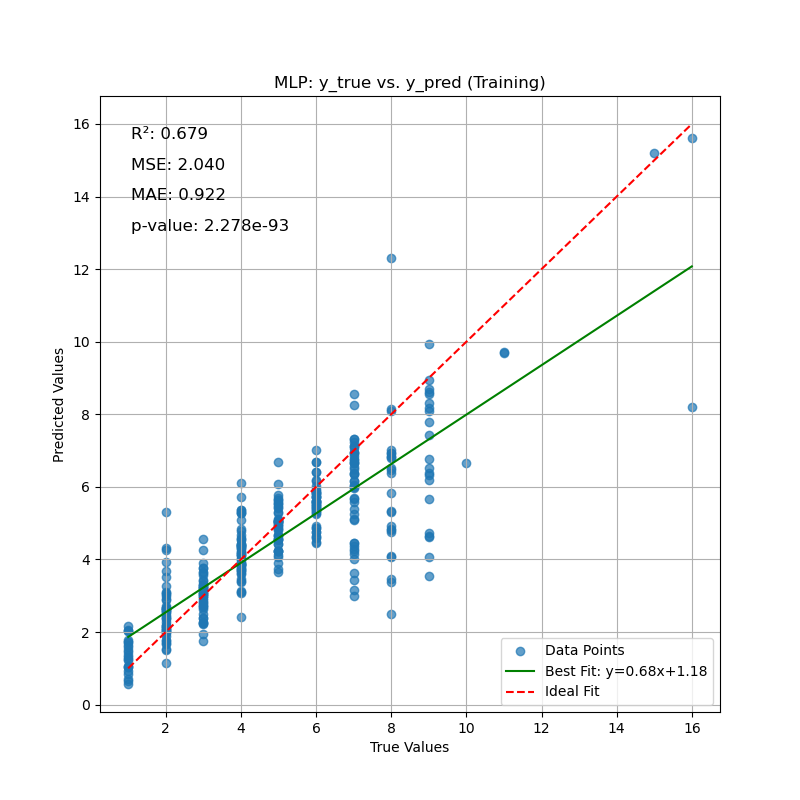 MLP: y_true vs. y_pred (Training)
R²: 0.679
MSE: 2.040
MAE: 0.922
p-value: 2.278e-93
Predicted Values
16
14
12
10
8
6
4
2
0
Data Points
Best Fit: y=0.68x+1.18
Ideal Fit
2 4 6 8 10 12 14 16
True Values